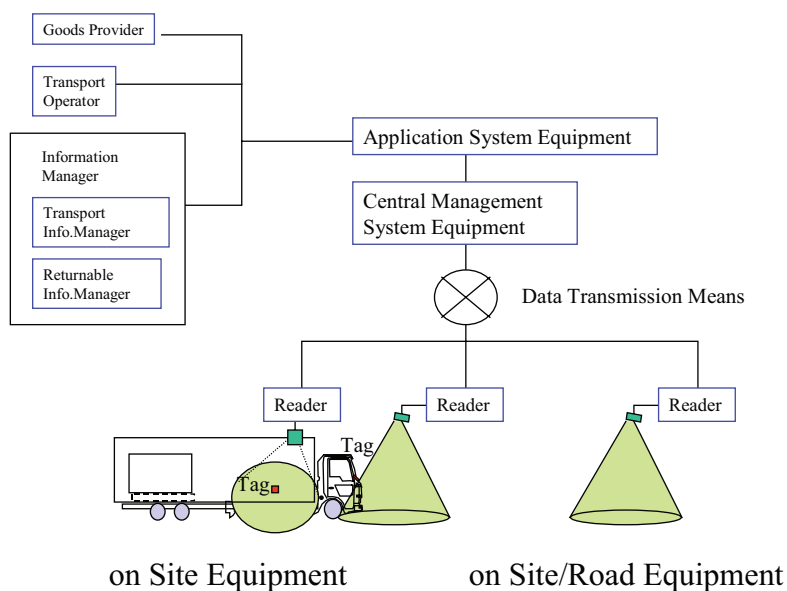 Goods Provider
Transport
Operator
Information
Manager
Transport
Info.Manager
Returnable
Info.Manager
Application System Equipment
Central Management
System Equipment
Data Transmission Means
Reader
Reader
Reader
Tag
Tag
on Site Equipment
on Site/Road Equipment